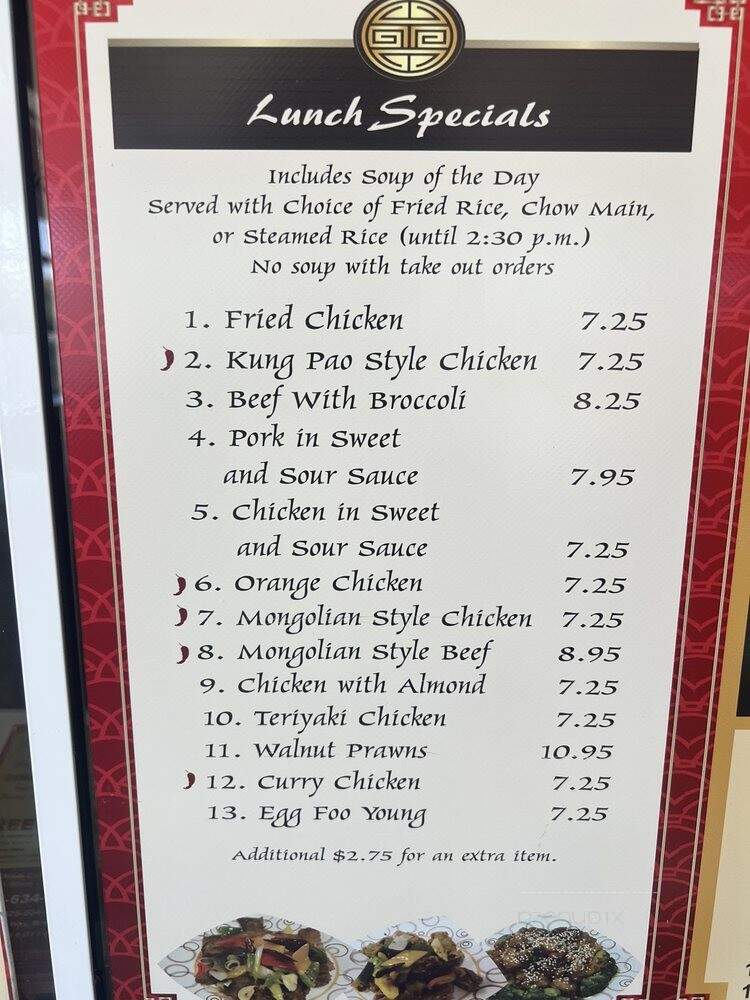 Lunch Specials
Includes Soup of the Day
Served with Choice of Fried Rice, Chow Main,
or Steamed Rice (until 2:30 p.m.)
No soup with take out orders
1. Fried Chicken 7.25
2. Kung Pao Style Chicken 7.25
3. Beef With Broccoli 8.25
4. Pork in Sweet
and Sour Sauce 7.95
5. Chicken in Sweet
and Sour Sauce 7.25
6. Orange Chicken 7.25
7. Mongolian Style Chicken 7.25
8. Mongolian Style Beef 8.95
9. Chicken with Almond 7.25
10. Teriyaki Chicken 7.25
11. Walnut Prawns 10.95
12. Curry Chicken 7.25
13. Egg Foo Young 7.25
Additional $2.75 for an extra item.